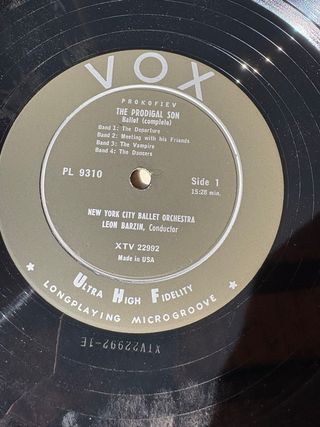 VOX
PROKOFIEV
THE PRODIGAL SON
Ballet (complete)
Band 1: The Departure
Band 2: Meeting with his Friends
Band 3: The Vampire
Band 4: The Dancers
PL 9310
Side 1
15:28 min.
NEW YORK CITY BALLET ORCHESTRA
LEON BARZIN, Conductor
XTV 22992
Made in USA
ULTRA HIGH FIDELITY
LONGPLAYING MICROGROOVE
XTV22992-1E